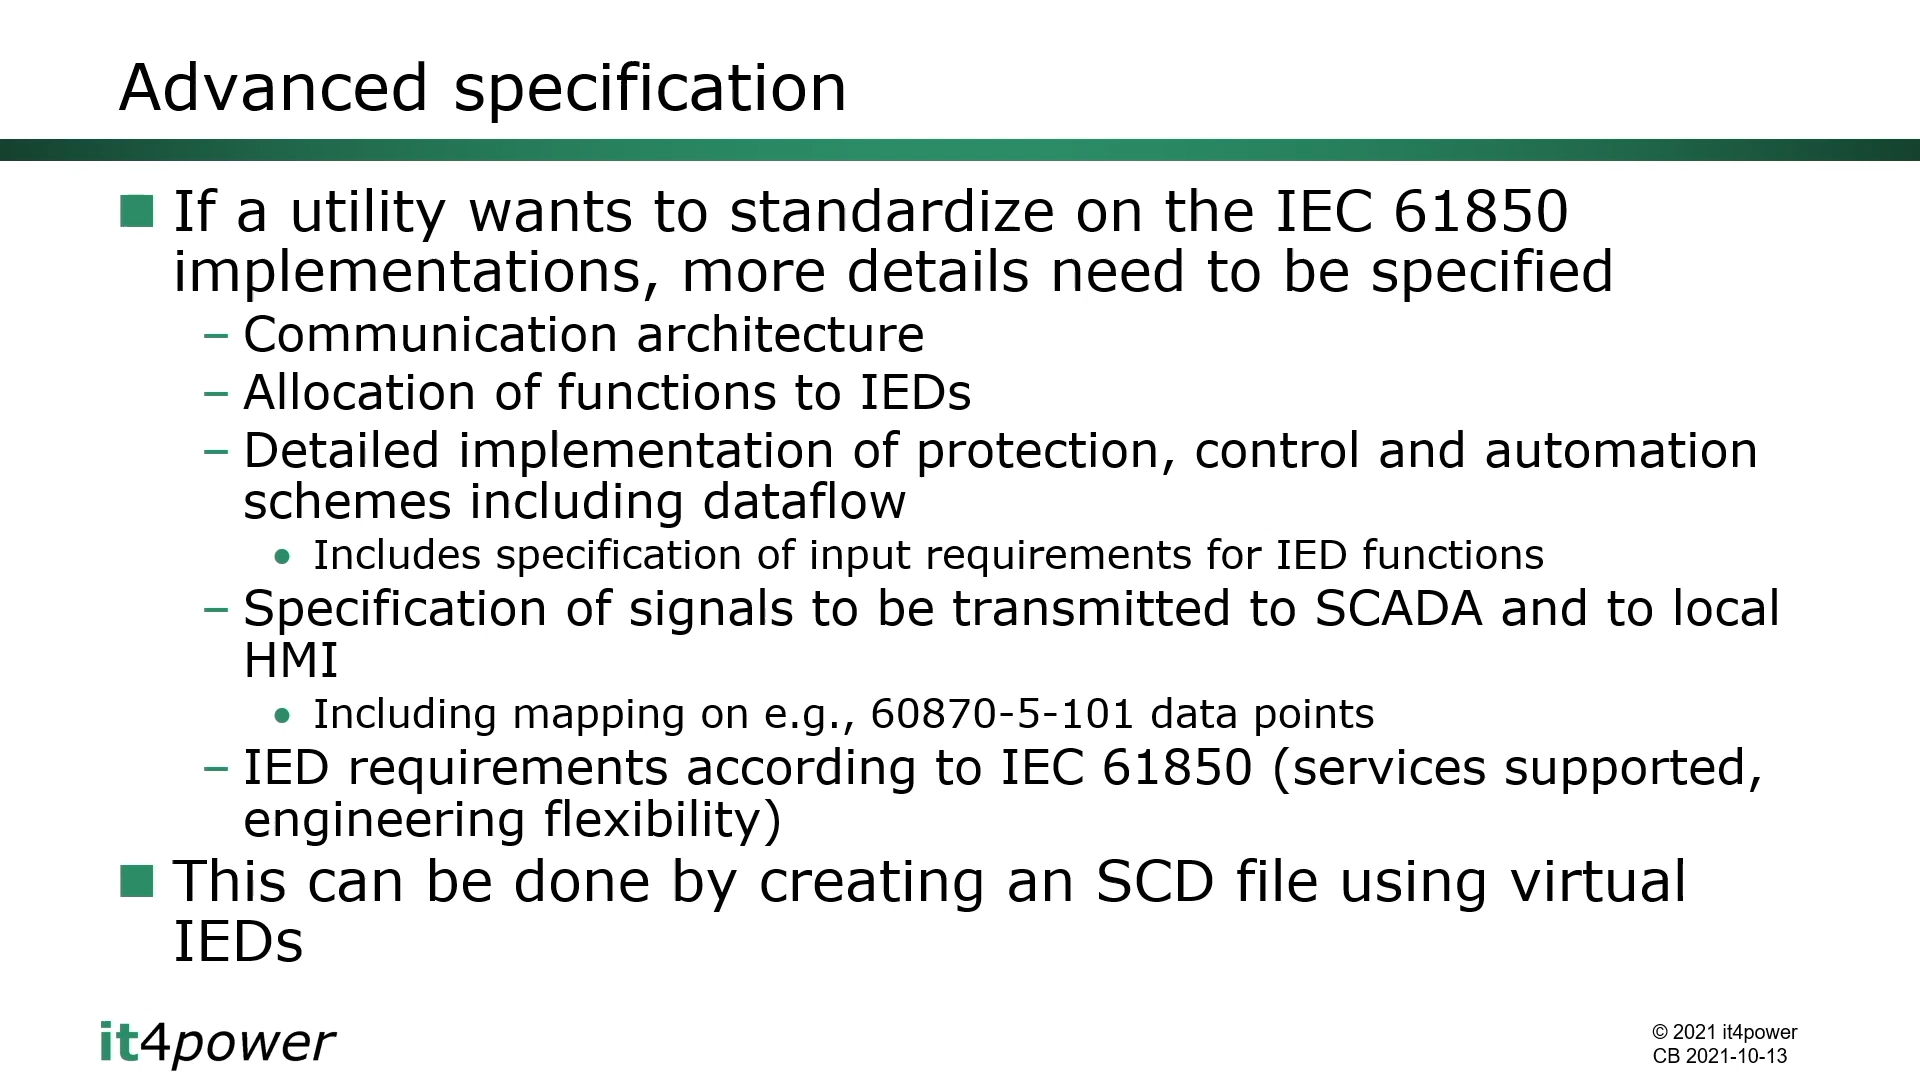 Advanced specification
If a utility wants to standardize on the IEC 61850
implementations, more details need to be specified
– Communication architecture
– Allocation of functions to IEDs
– Detailed implementation of protection, control and automation
schemes including dataflow
• Includes specification of input requirements for IED functions
– Specification of signals to be transmitted to SCADA and to local
HMI
• Including mapping on e.g., 60870-5-101 data points
– IED requirements according to IEC 61850 (services supported,
engineering flexibility)
This can be done by creating an SCD file using virtual
IEDs
it4power
© 2021 it4power
CB 2021-10-13